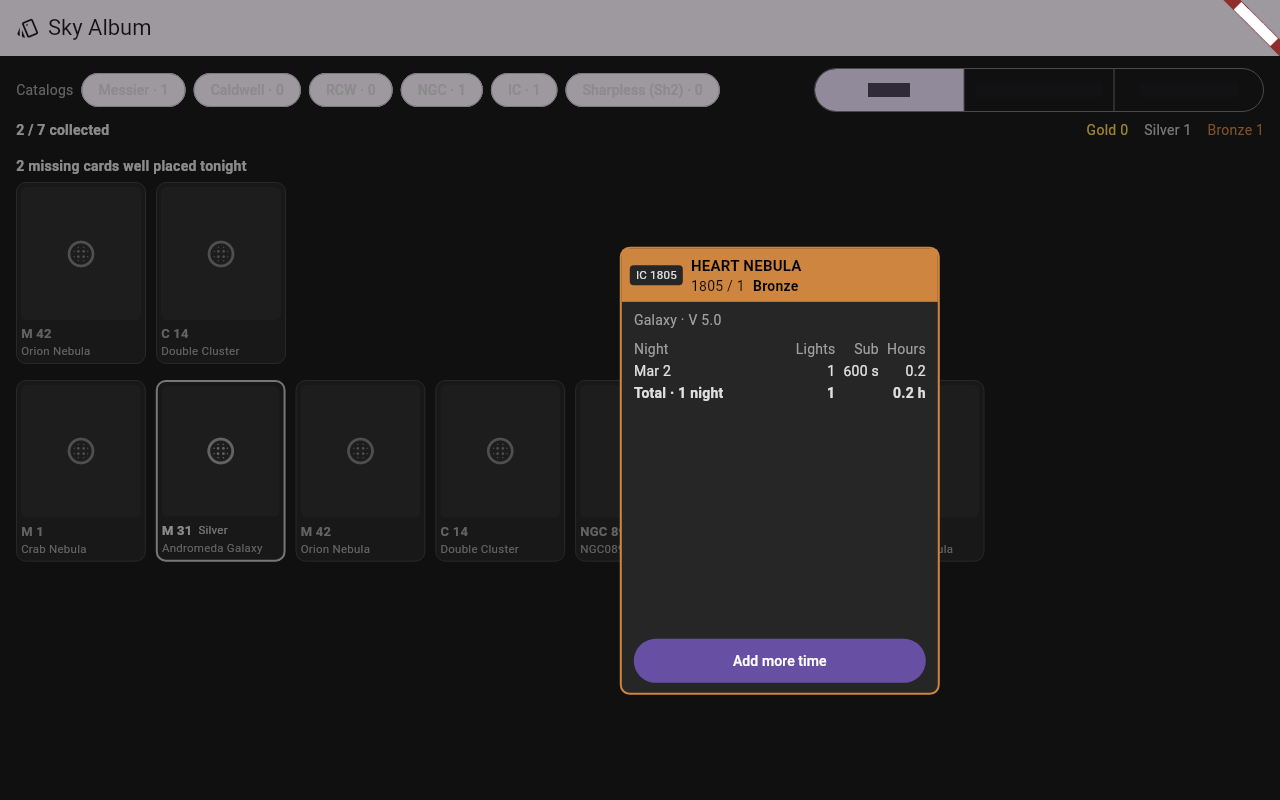 Sky Album
Catalogs
Messier · 1
Caldwell · 0
RCW · 0
NGC · 1
IC · 1
Sharpless (Sh2) · 0
2 / 7 collected
Gold 0
Silver 1
Bronze 1
2 missing cards well placed tonight
M 42
Orion Nebula
C 14
Double Cluster
M 1
Crab Nebula
M 31 Silver
Andromeda Galaxy
M 42
Orion Nebula
C 14
Double Cluster
IC 1805
HEART NEBULA
1805 / 1 Bronze
Galaxy · V 5.0
Night Lights Sub Hours
Mar 2 1 600 s 0.2
Total · 1 night 1 0.2 h
Add more time